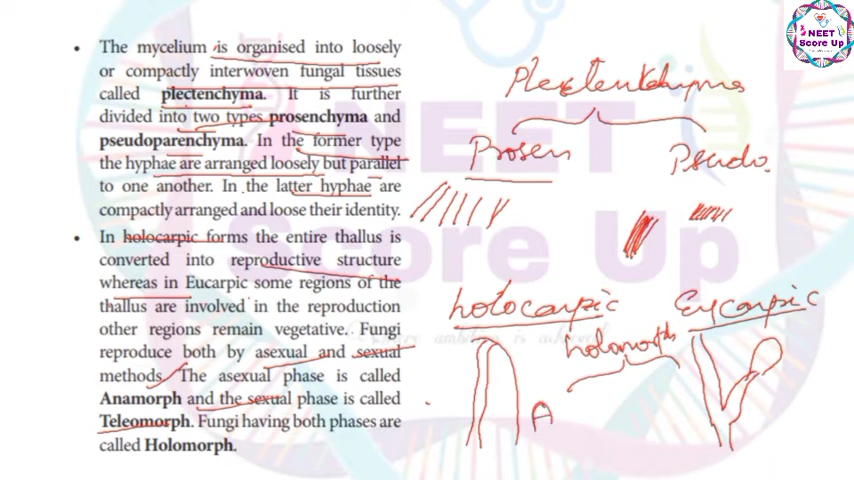 NEET
Score Up
• The mycelium is organised into loosely
or compactly interwoven fungal tissues
called plectenchyma. It is further
divided into two types prosenchyma and
pseudoparenchyma. In the former type
the hyphae are arranged loosely but parallel
to one another. In the latter hyphae are
compactly arranged and loose their identity.
• In holocarpic forms the entire thallus is
converted into reproductive structure
whereas in Eucarpic some regions of the
thallus are involved in the reproduction
other regions remain vegetative. Fungi
reproduce both by asexual and sexual
methods. The asexual phase is called
Anamorph and the sexual phase is called
Teleomorph. Fungi having both phases are
called Holomorph.
Prosen
Pseudo.
holocarpic
Eucarpic
holomorph
A
NEET
Score Up